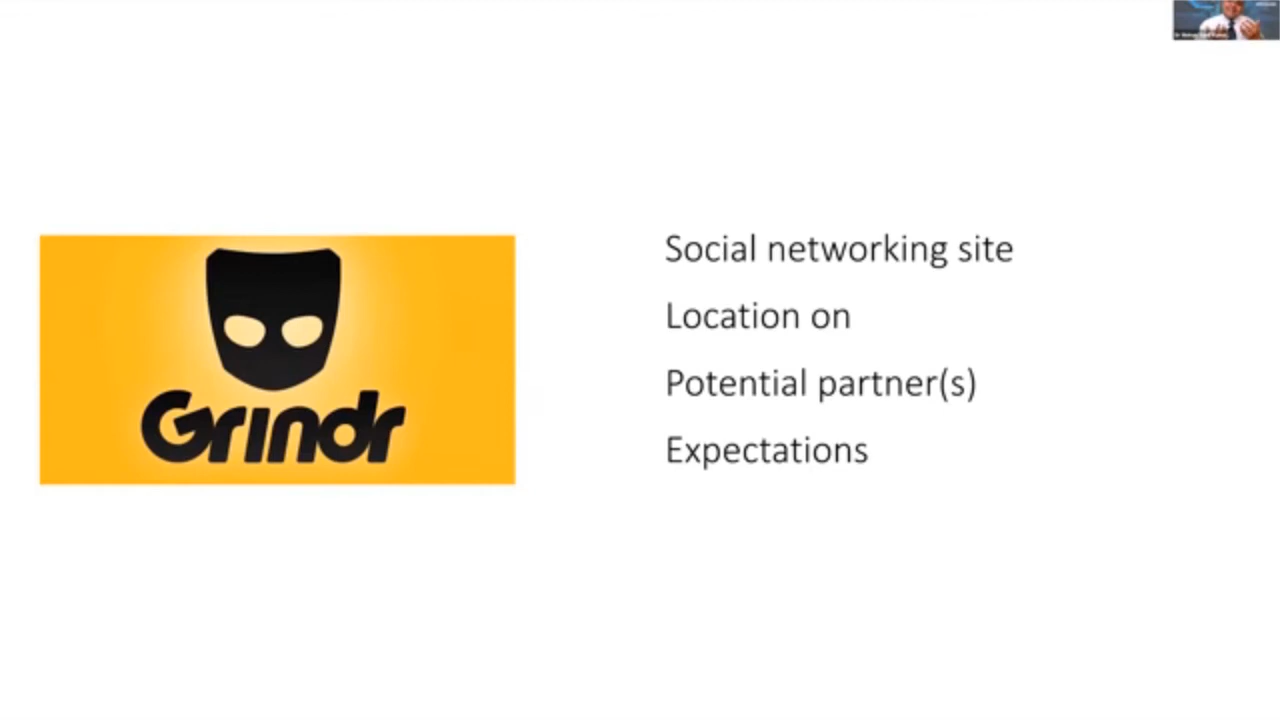 Grindr
Social networking site
Location on
Potential partner(s)
Expectations